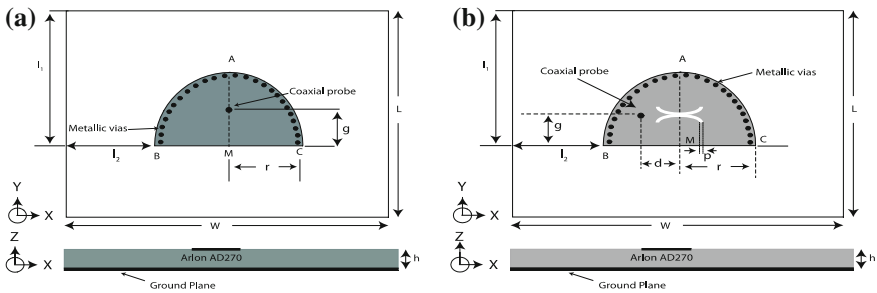 (a)
l₁
A
Coaxial probe
Metallic vias
g
L
l₂
B
M
C
r
Y
X
W
Z
X
Arlon AD270
h
Ground Plane
(b)
l₁
A
Coaxial probe
Metallic vias
g
L
l₂
B
M
p
C
d
r
Y
X
W
Z
X
Arlon AD270
h
Ground Plane